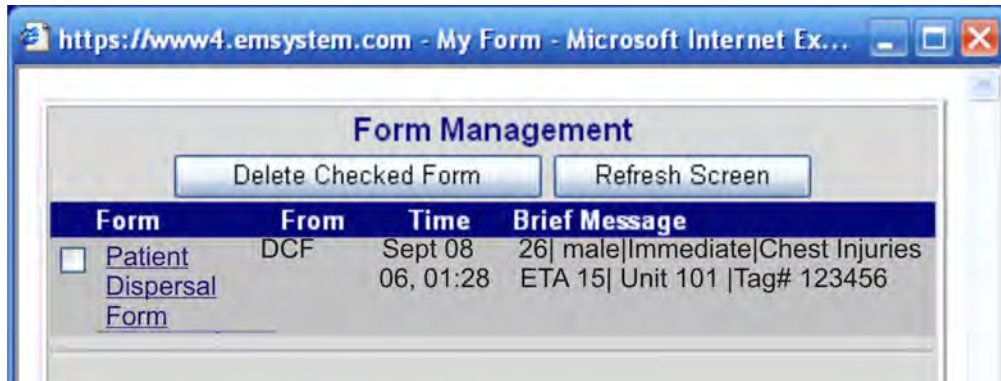 https://www4.emsystem.com - My Form - Microsoft Internet Ex...
Form Management
Delete Checked Form Refresh Screen
Form From Time Brief Message
Patient DCF Sept 08 26| male|Immediate|Chest Injuries
Dispersal 06, 01:28 ETA 15| Unit 101 |Tag# 123456
Form